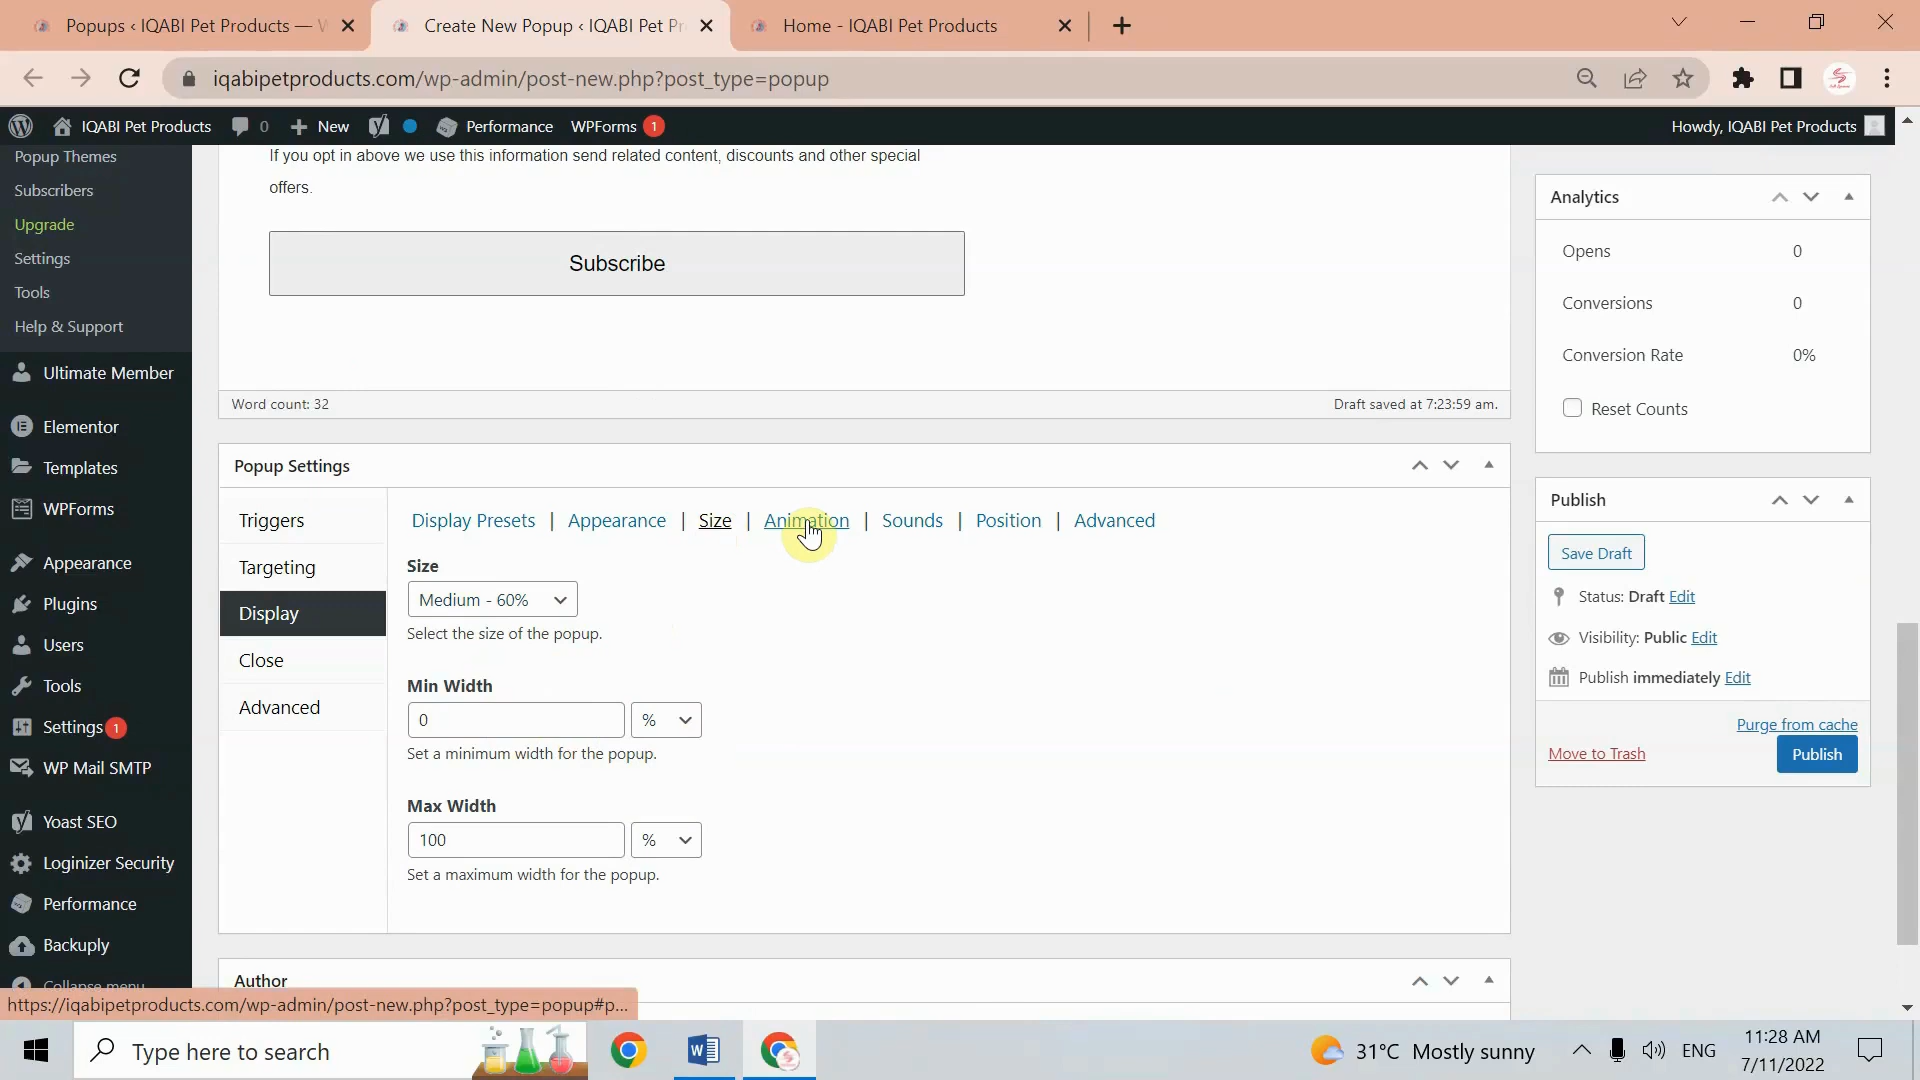 Popups ‹ IQABI Pet Products — W
Create New Popup ‹ IQABI Pet Pr
Home - IQABI Pet Products
iqabipetproducts.com/wp-admin/post-new.php?post_type=popup
IQABI Pet Products
0
New
Performance
WPForms 1
Howdy, IQABI Pet Products
Popup Themes
Subscribers
Upgrade
Settings
Tools
Help & Support
Ultimate Member
Elementor
Templates
WPForms
Appearance
Plugins
Users
Tools
Settings 1
WP Mail SMTP
Yoast SEO
Loginizer Security
Performance
Backuply
Collapse menu
If you opt in above we use this information send related content, discounts and other special
offers.
Subscribe
Word count: 32
Draft saved at 7:23:59 am.
Popup Settings
Triggers
Targeting
Display
Close
Advanced
Display Presets | Appearance | Size | Animation | Sounds | Position | Advanced
Size
Medium - 60%
Select the size of the popup.
Min Width
0 %
Set a minimum width for the popup.
Max Width
100 %
Set a maximum width for the popup.
Author
Analytics
Opens 0
Conversions 0
Conversion Rate 0%
Reset Counts
Publish
Save Draft
Status: Draft Edit
Visibility: Public Edit
Publish immediately Edit
Purge from cache
Move to Trash
Publish
https://iqabipetproducts.com/wp-admin/post-new.php?post_type=popup#p...
Type here to search
31°C Mostly sunny
ENG
11:28 AM
7/11/2022